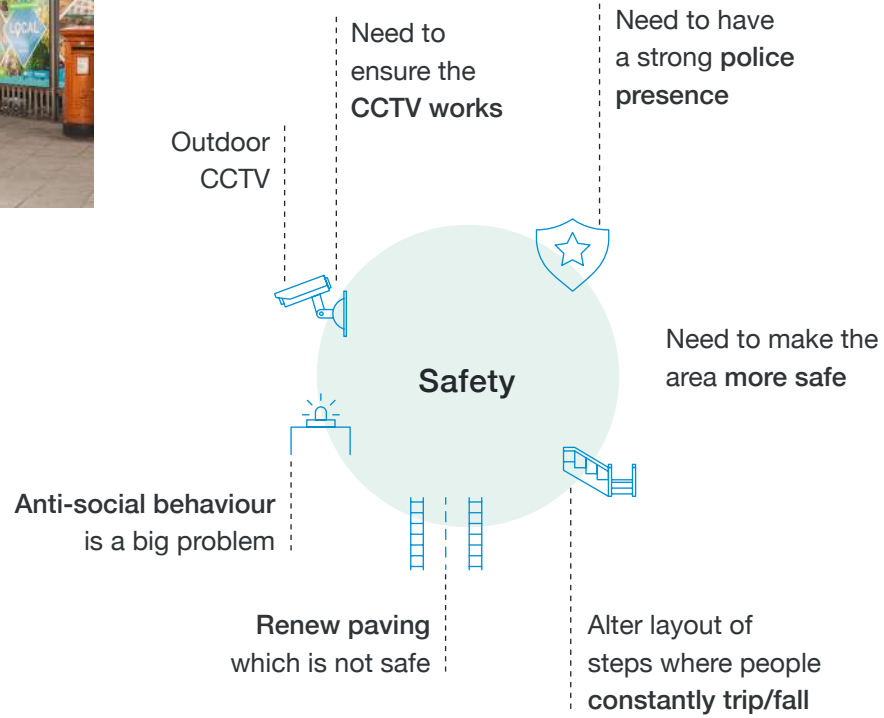 LOCAL
Need to
ensure the
CCTV works
Need to have
a strong police
presence
Outdoor
CCTV
Need to make the
area more safe
Safety
Anti-social behaviour
is a big problem
Renew paving
which is not safe
Alter layout of
steps where people
constantly trip/fall